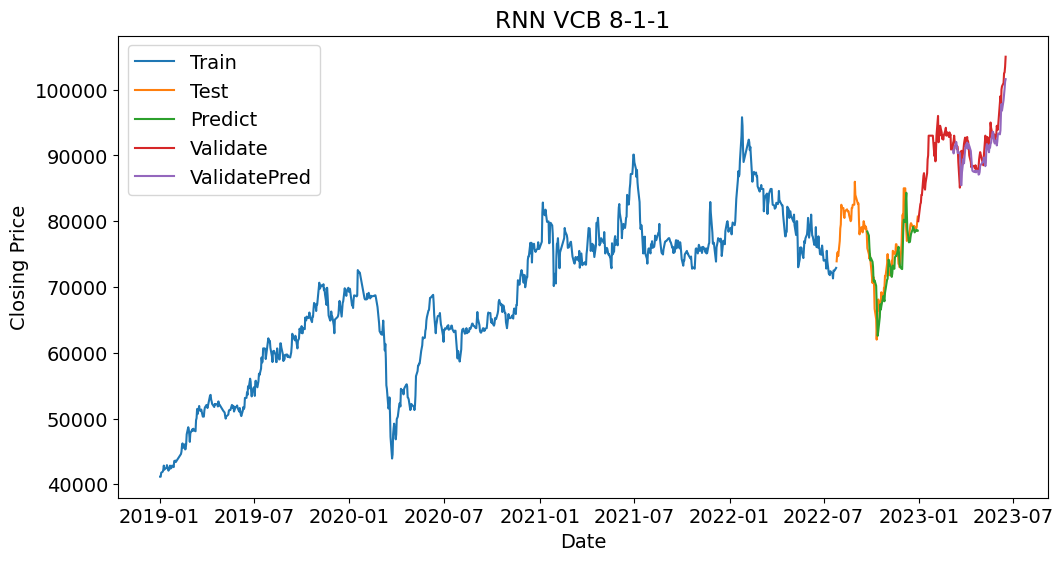 RNN VCB 8-1-1
Train
Test
Predict
Validate
ValidatePred
Closing Price
100000
90000
80000
70000
60000
50000
40000
2019-01 2019-07 2020-01 2020-07 2021-01 2021-07 2022-01 2022-07 2023-01 2023-07
Date